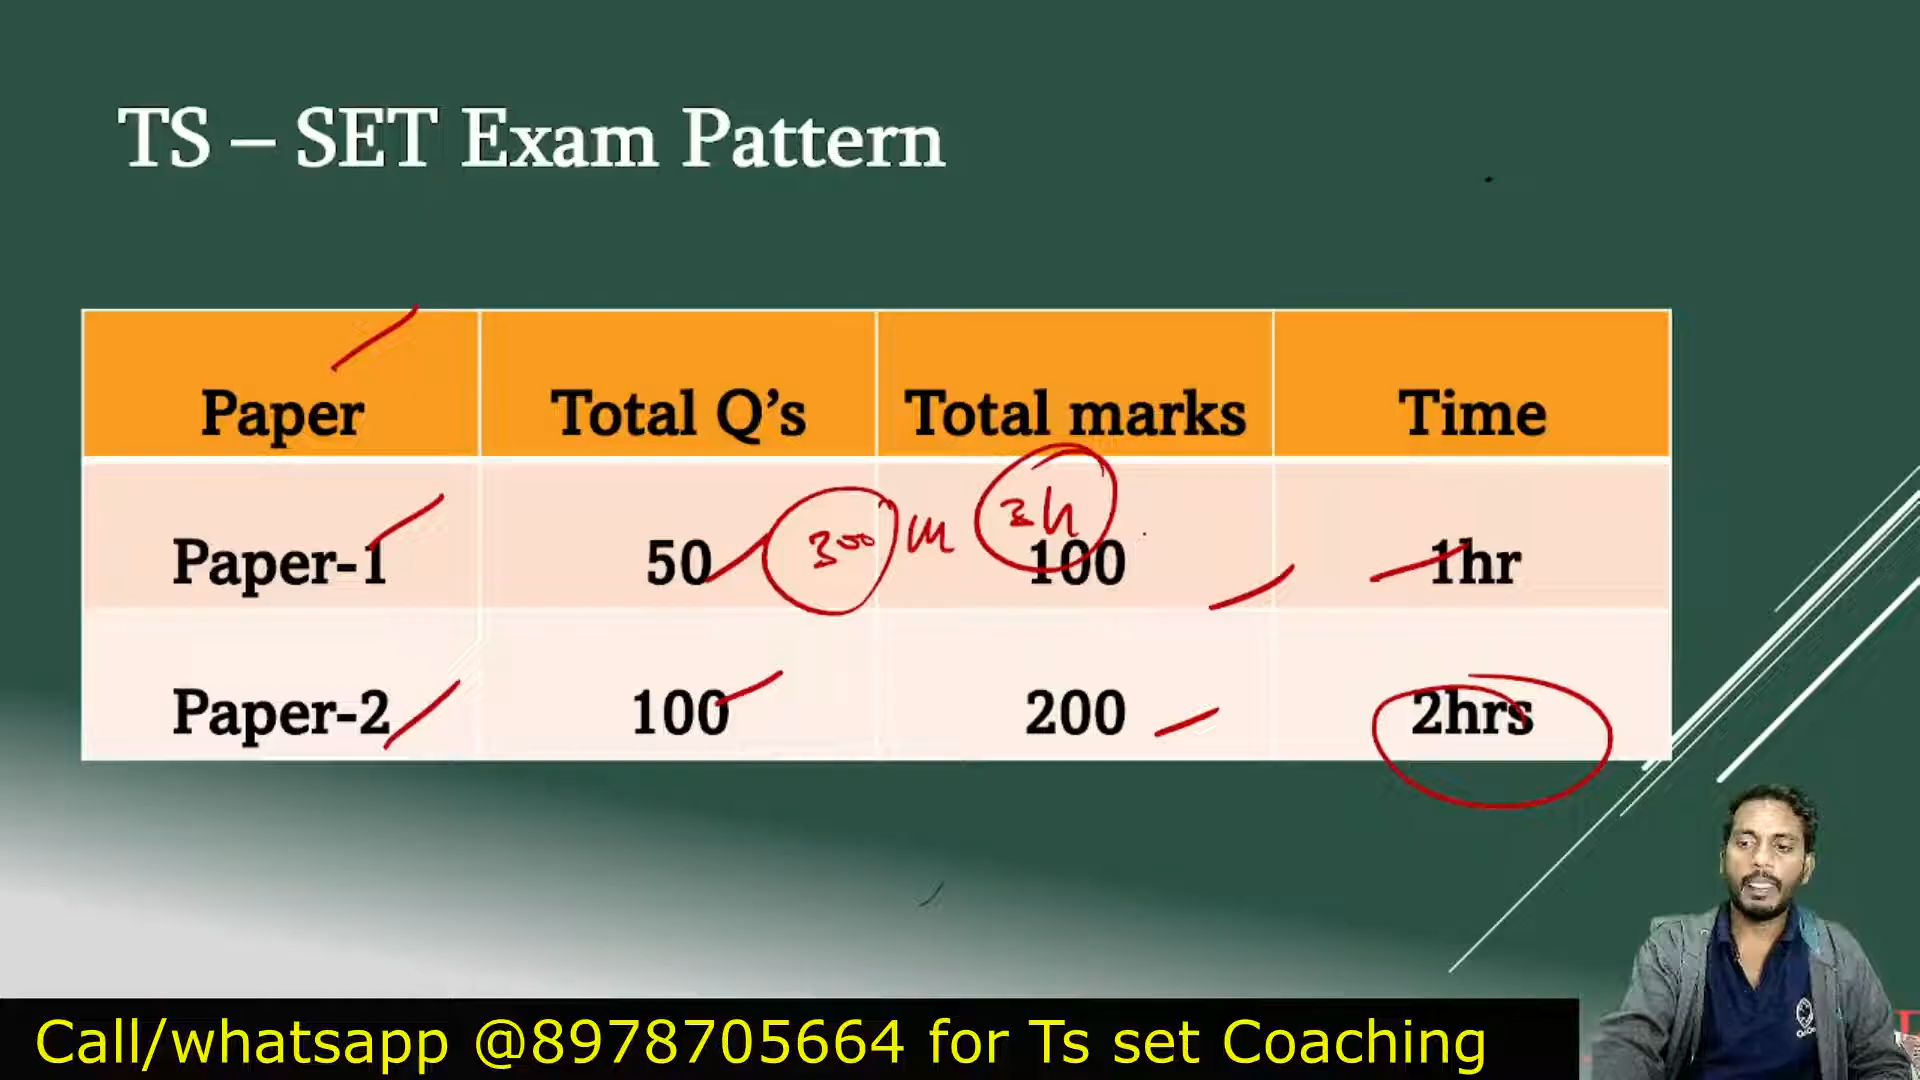 TS – SET Exam Pattern
Paper Total Q's Total marks Time
300 m
Paper-1 50 100 1hr
Paper-2 100 200 2hrs
Call/whatsapp @8978705664 for Ts set Coaching